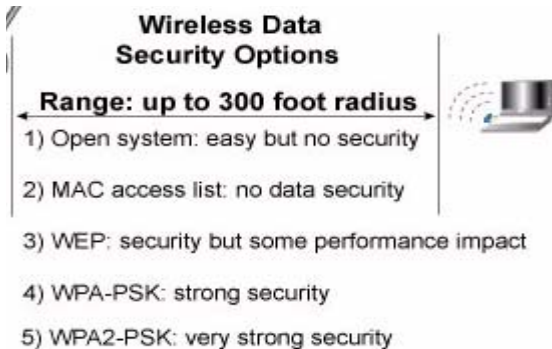 Wireless Data
Security Options
Range: up to 300 foot radius
1) Open system: easy but no security
2) MAC access list: no data security
3) WEP: security but some performance impact
4) WPA-PSK: strong security
5) WPA2-PSK: very strong security